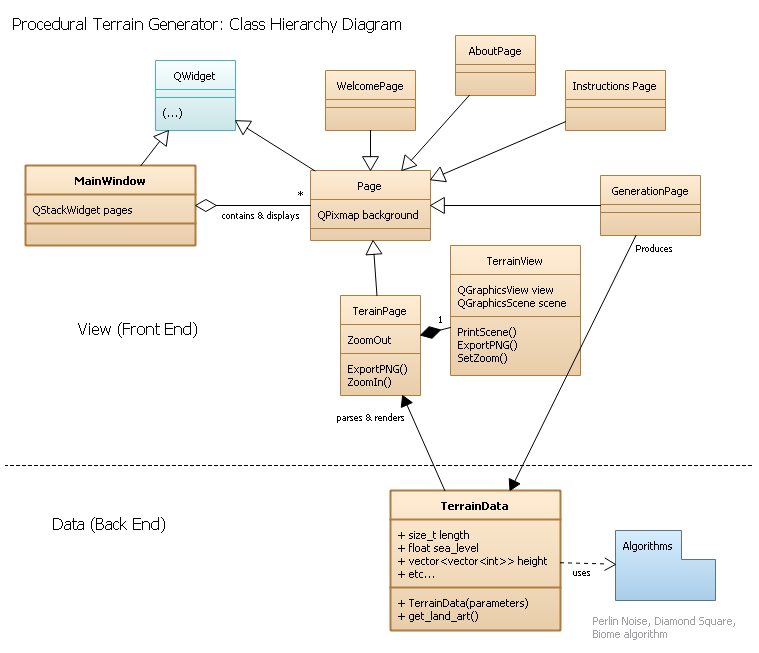 Procedural Terrain Generator: Class Hierarchy Diagram
AboutPage
QWidget
(...)
WelcomePage
Instructions Page
MainWindow
QStackWidget pages
*
contains & displays
Page
QPixmap background
GenerationPage
Produces
TerrainView
QGraphicsView view
QGraphicsScene scene
PrintScene()
ExportPNG()
SetZoom()
TerainPage
ZoomOut
ExportPNG()
ZoomIn()
1
View (Front End)
parses & renders
Data (Back End)
TerrainData
+ size_t length
+ float sea_level
+ vector<vector<int>> height
+ etc...
+ TerrainData(parameters)
+ get_land_art()
uses
Algorithms
Perlin Noise, Diamond Square,
Biome algorithm